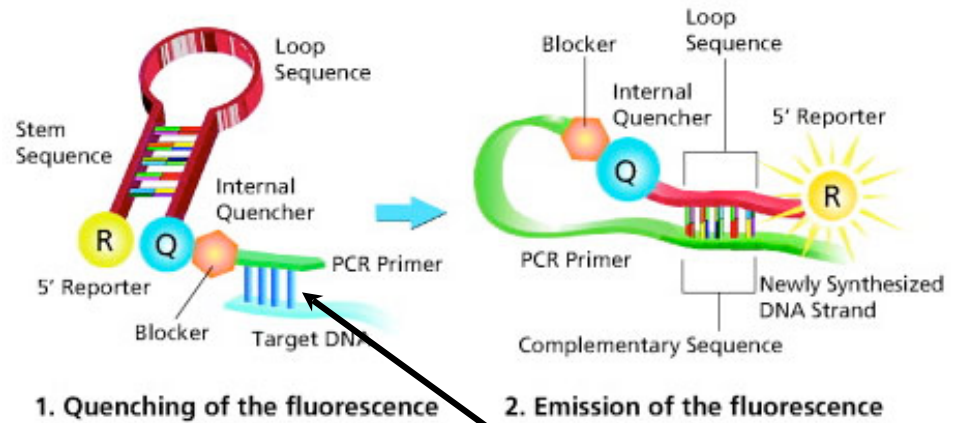 Loop
Sequence
Stem
Sequence
Internal
Quencher
R
Q
5' Reporter
PCR Primer
Blocker
Target DNA
1. Quenching of the fluorescence
Loop
Sequence
Blocker
Internal
Quencher
5' Reporter
Q
R
PCR Primer
Newly Synthesized
DNA Strand
Complementary Sequence
2. Emission of the fluorescence